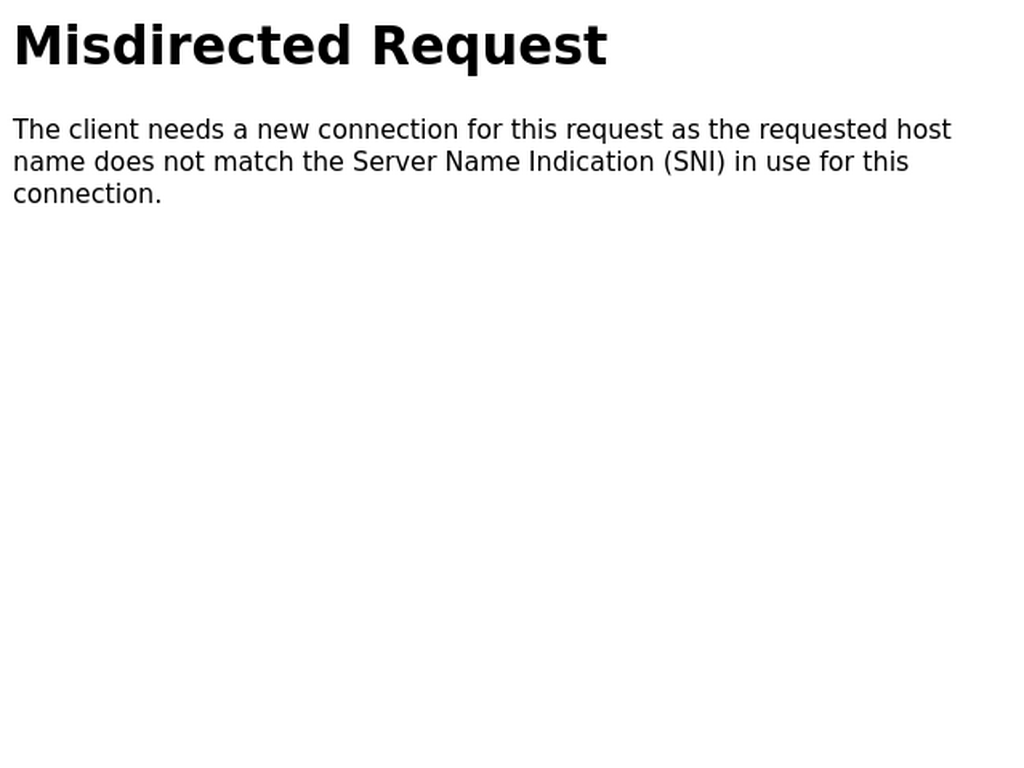 Misdirected Request
The client needs a new connection for this request as the requested host
name does not match the Server Name Indication (SNI) in use for this
connection.